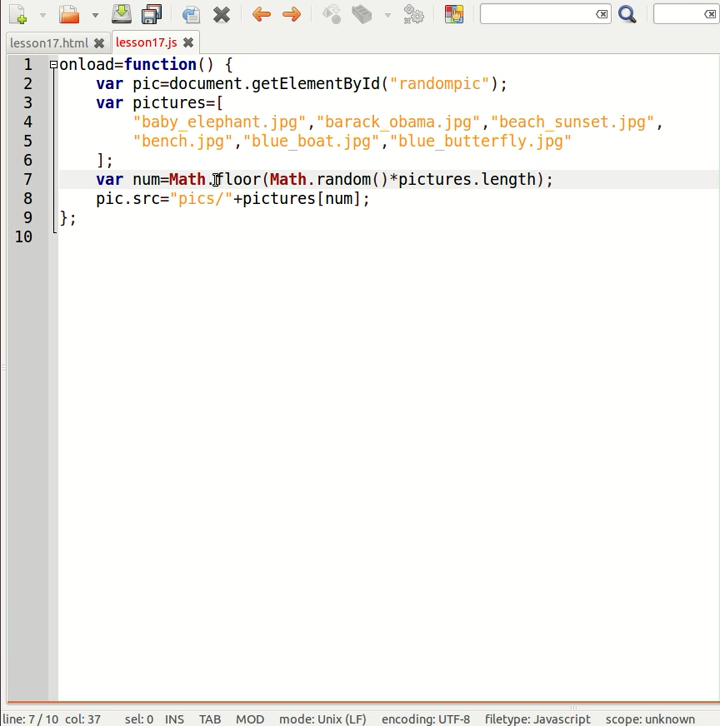 lesson17.html lesson17.js
1 onload=function() {
2 var pic=document.getElementById("randompic");
3 var pictures=[
4 "baby_elephant.jpg","barack_obama.jpg","beach_sunset.jpg",
5 "bench.jpg","blue_boat.jpg","blue_butterfly.jpg"
6 ];
7 var num=Math.floor(Math.random()*pictures.length);
8 pic.src="pics/"+pictures[num];
9 };
10
line: 7 / 10 col: 37 sel: 0 INS TAB MOD mode: Unix (LF) encoding: UTF-8 filetype: Javascript scope: unknown